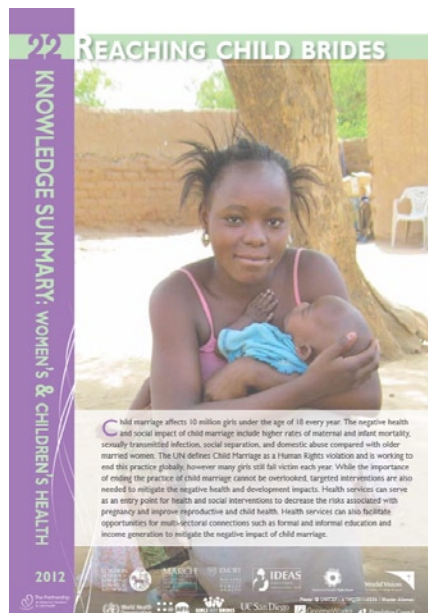 22 REACHING CHILD BRIDES
KNOWLEDGE SUMMARY: WOMEN'S & CHILDREN'S HEALTH
Child marriage affects 10 million girls under the age of 18 every year. The negative health
and social impact of child marriage include higher rates of maternal and infant mortality,
sexually transmitted infection, social separation, and domestic abuse compared with older
married women. The UN defines Child Marriage as a Human Rights violation and is working to
end this practice globally, however many girls still fall victim each year. While the importance
of ending the practice of child marriage cannot be overlooked, targeted interventions are also
needed to mitigate the negative health and development impacts. Health services can serve
as an entry point for health and social interventions to decrease the risks associated with
pregnancy and improve reproductive and child health. Health services can also facilitate
opportunities for multi-sectoral connections such as formal and informal education and
income generation to mitigate the negative impact of child marriage.
2012
The Partnership
MARCH
IDEAS
World Vision
World Health
GIRLS NOT BRIDES
UC San Diego